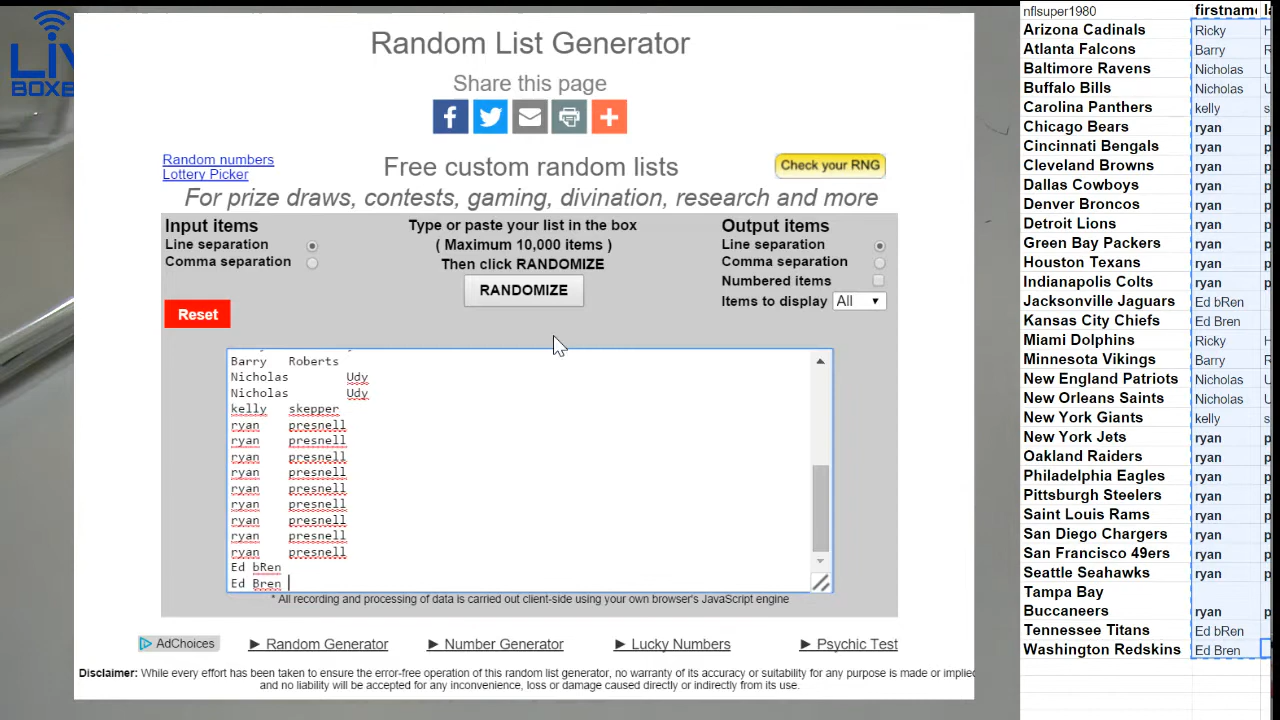 Random List Generator
Share this page
Random numbers
Lottery Picker
Free custom random lists
Check your RNG
For prize draws, contests, gaming, divination, research and more
Input items
Line separation
Comma separation
Reset
Type or paste your list in the box
( Maximum 10,000 items )
Then click RANDOMIZE
RANDOMIZE
Output items
Line separation
Comma separation
Numbered items
Items to display All
Barry Roberts
Nicholas Udy
Nicholas Udy
kelly skepper
ryan presnell
ryan presnell
ryan presnell
ryan presnell
ryan presnell
ryan presnell
ryan presnell
ryan presnell
ryan presnell
Ed bRen
Ed Bren
* All recording and processing of data is carried out client-side using your own browser's JavaScript engine
AdChoices
► Random Generator
► Number Generator
► Lucky Numbers
► Psychic Test
Disclaimer: While every effort has been taken to ensure the error-free operation of this random list generator, no warranty of its accuracy or suitability for any purpose is made or
and no liability will be accepted for any inconvenience, loss or damage caused directly or indirectly from its use.
nflsuper1980 firstname
Arizona Cadinals Ricky H
Atlanta Falcons Barry R
Baltimore Ravens Nicholas U
Buffalo Bills Nicholas U
Carolina Panthers kelly s
Chicago Bears ryan p
Cincinnati Bengals ryan p
Cleveland Browns ryan p
Dallas Cowboys ryan p
Denver Broncos ryan p
Detroit Lions ryan p
Green Bay Packers ryan p
Houston Texans ryan p
Indianapolis Colts ryan p
Jacksonville Jaguars Ed bRen
Kansas City Chiefs Ed Bren
Miami Dolphins Ricky H
Minnesota Vikings Barry R
New England Patriots Nicholas U
New Orleans Saints Nicholas U
New York Giants kelly s
New York Jets ryan p
Oakland Raiders ryan p
Philadelphia Eagles ryan p
Pittsburgh Steelers ryan p
Saint Louis Rams ryan p
San Diego Chargers ryan p
San Francisco 49ers ryan p
Seattle Seahawks ryan p
Tampa Bay
Buccaneers ryan p
Tennessee Titans Ed bRen
Washington Redskins Ed Bren